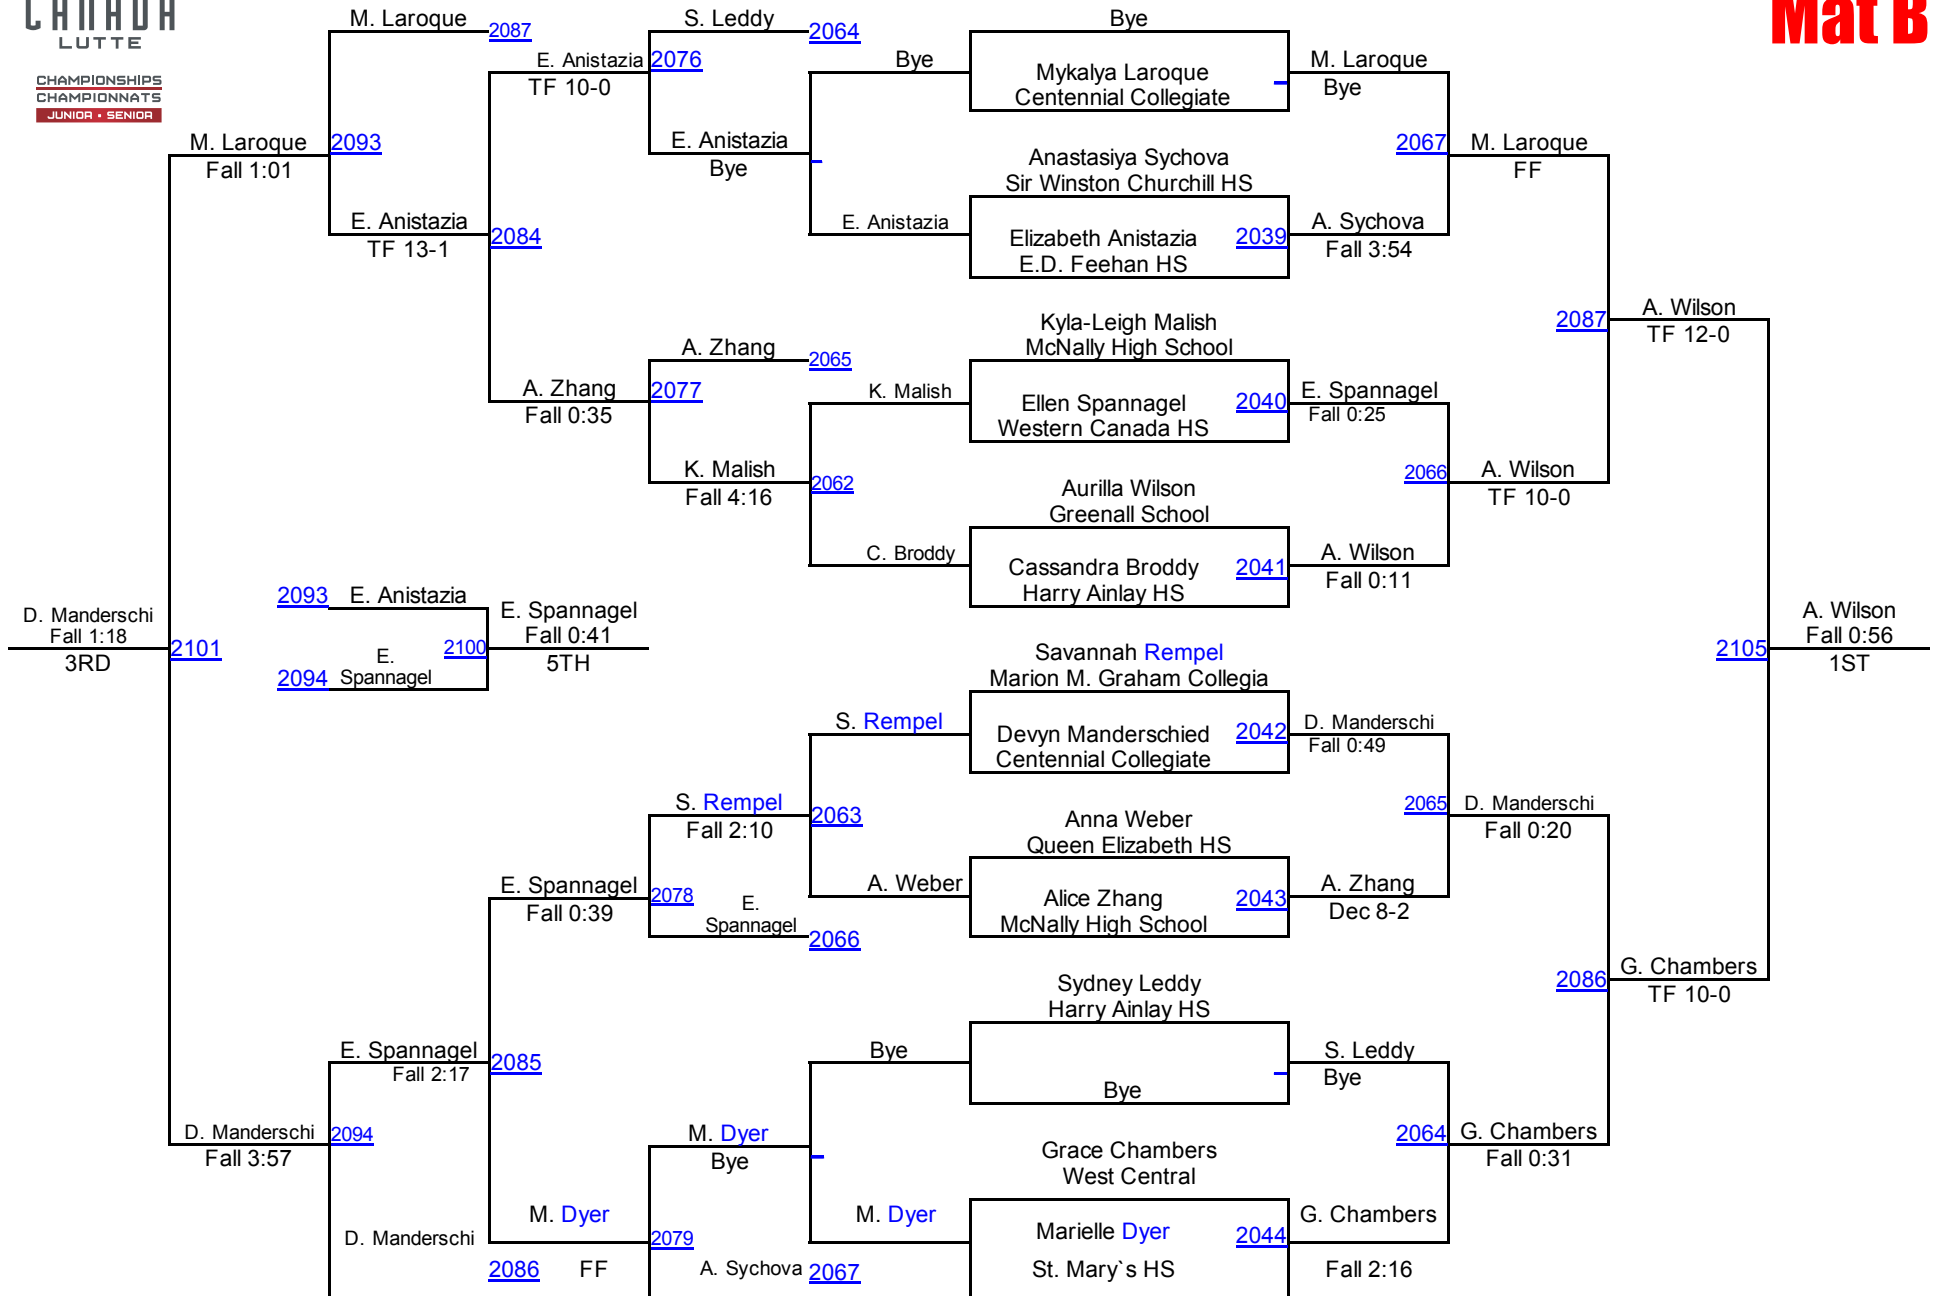 CANADA
LUTTE
CHAMPIONSHIPS
CHAMPIONNATS
JUNIOR • SENIOR
Mat B
M. Laroque
2087
S. Leddy
2064
Bye
E. Anistazia
2076
TF 10-0
Bye
Mykalya Laroque
Centennial Collegiate
M. Laroque
Bye
M. Laroque
2093
Fall 1:01
E. Anistazia
Bye
Anastasiya Sychova
Sir Winston Churchill HS
2067
M. Laroque
FF
E. Anistazia
2084
TF 13-1
E. Anistazia
Elizabeth Anistazia
E.D. Feehan HS
2039
A. Sychova
Fall 3:54
Kyla-Leigh Malish
McNally High School
2087
A. Wilson
TF 12-0
A. Zhang
2065
A. Zhang
2077
Fall 0:35
K. Malish
Ellen Spannagel
Western Canada HS
2040
E. Spannagel
Fall 0:25
K. Malish
2062
Fall 4:16
Aurilla Wilson
Greenall School
2066
A. Wilson
TF 10-0
C. Broddy
Cassandra Broddy
Harry Ainlay HS
2041
A. Wilson
Fall 0:11
D. Manderschi
Fall 1:18
3RD
2101
2093
E. Anistazia
2094
E.
Spannagel
2100
E. Spannagel
Fall 0:41
5TH
Savannah Rempel
Marion M. Graham Collegia
2105
A. Wilson
Fall 0:56
1ST
S. Rempel
Devyn Manderschied
Centennial Collegiate
2042
D. Manderschi
Fall 0:49
S. Rempel
2063
Fall 2:10
Anna Weber
Queen Elizabeth HS
2065
D. Manderschi
Fall 0:20
E. Spannagel
2078
Fall 0:39
E.
Spannagel
2066
A. Weber
Alice Zhang
McNally High School
2043
A. Zhang
Dec 8-2
Sydney Leddy
Harry Ainlay HS
2086
G. Chambers
TF 10-0
E. Spannagel
2085
Fall 2:17
Bye
Bye
S. Leddy
Bye
D. Manderschi
2094
Fall 3:57
M. Dyer
Bye
Grace Chambers
West Central
2064
G. Chambers
Fall 0:31
D. Manderschi
2086
M. Dyer
FF
2079
A. Sychova
2067
M. Dyer
Marielle Dyer
St. Mary`s HS
2044
G. Chambers
Fall 2:16